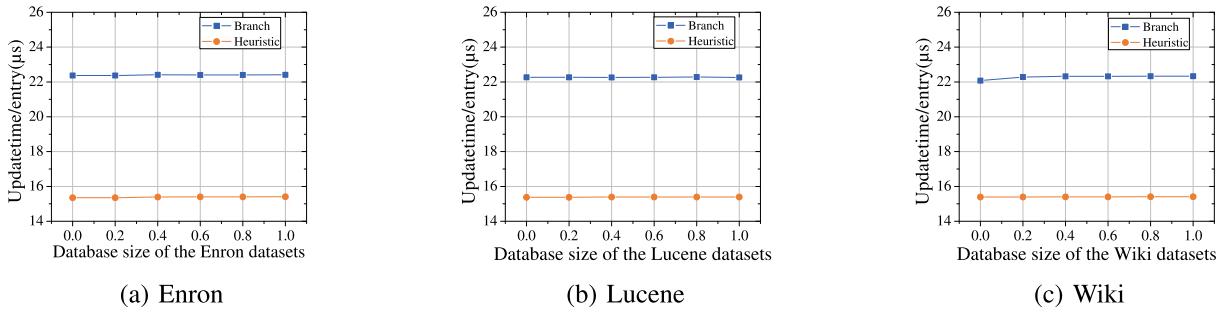 26
24
22
20
18
16
14
Updatetime/entry(μs)
Branch
Heuristic
0.0 0.2 0.4 0.6 0.8 1.0
Database size of the Enron datasets
(a) Enron
26
24
22
20
18
16
14
Updatetime/entry(μs)
Branch
Heuristic
0.0 0.2 0.4 0.6 0.8 1.0
Database size of the Lucene datasets
(b) Lucene
26
24
22
20
18
16
14
Updatetime/entry(μs)
Branch
Heuristic
0.0 0.2 0.4 0.6 0.8 1.0
Database size of the Wiki datasets
(c) Wiki